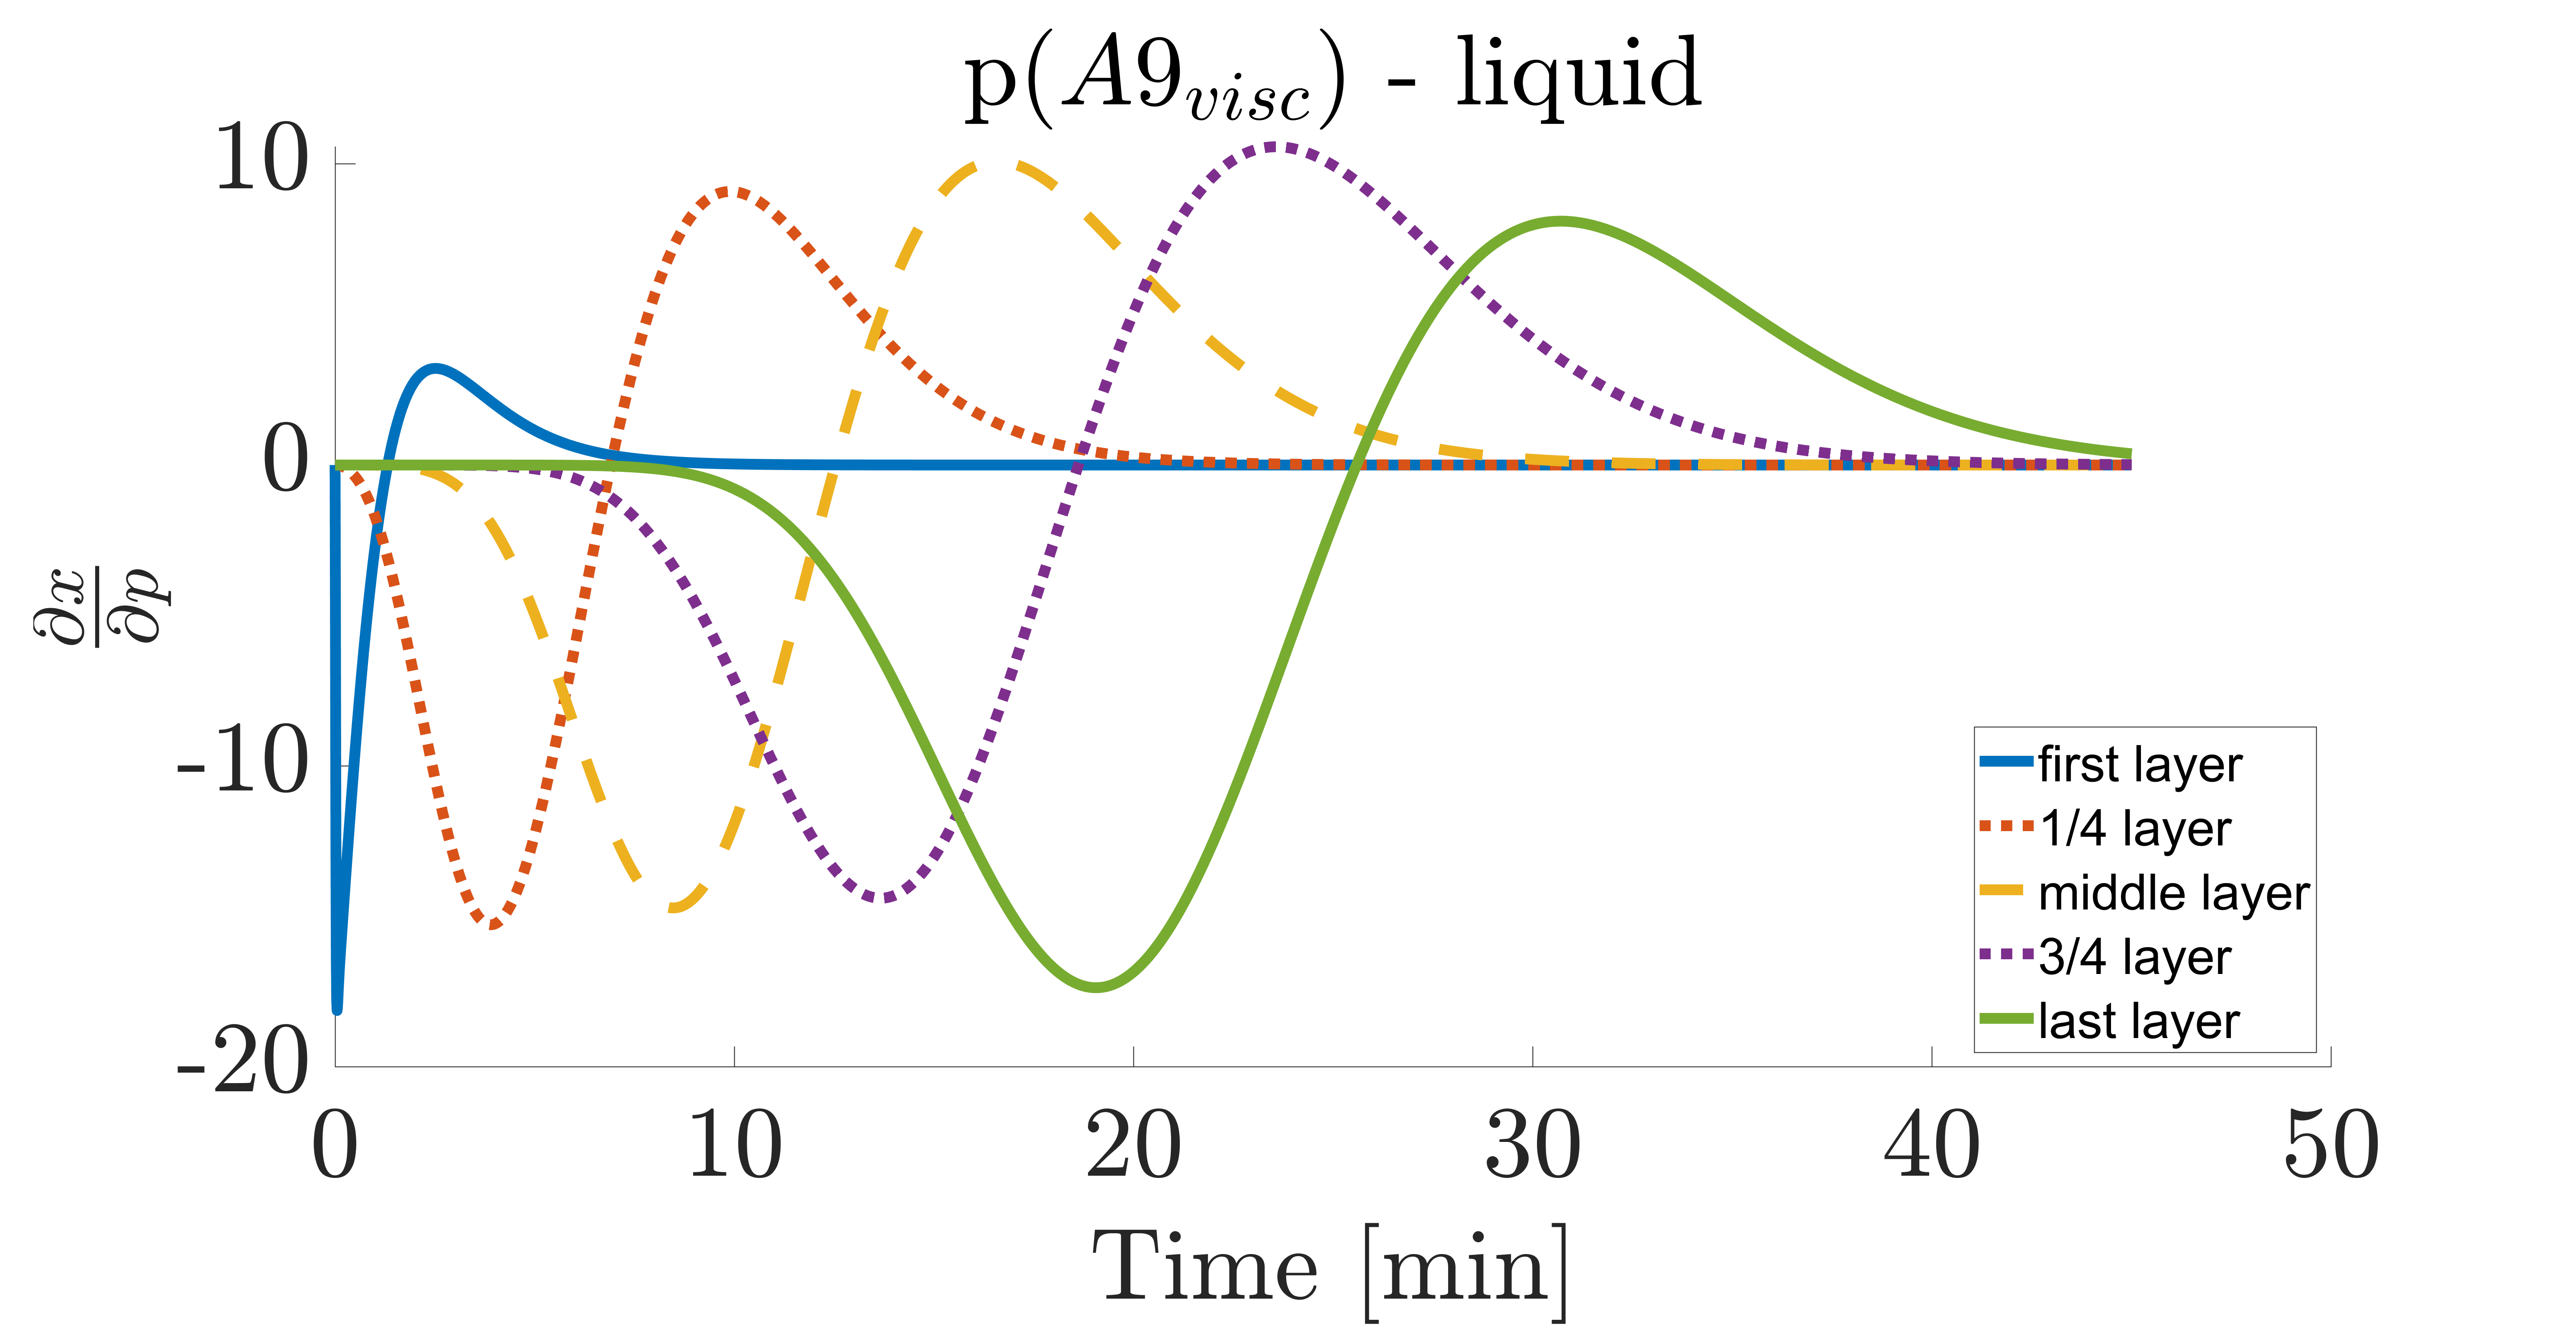 p(A9visc) - liquid
10
0
-10
-20
∂x
∂p
first layer
1/4 layer
middle layer
3/4 layer
last layer
0 10 20 30 40 50
Time [min]